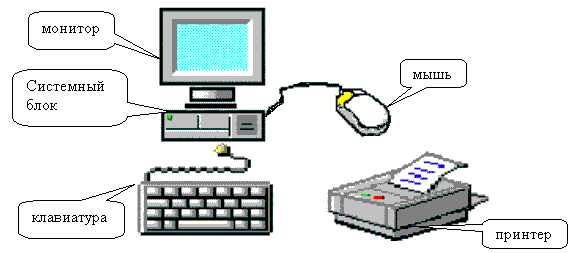 монитор
мышь
Системный
блок
клавиатура
принтер